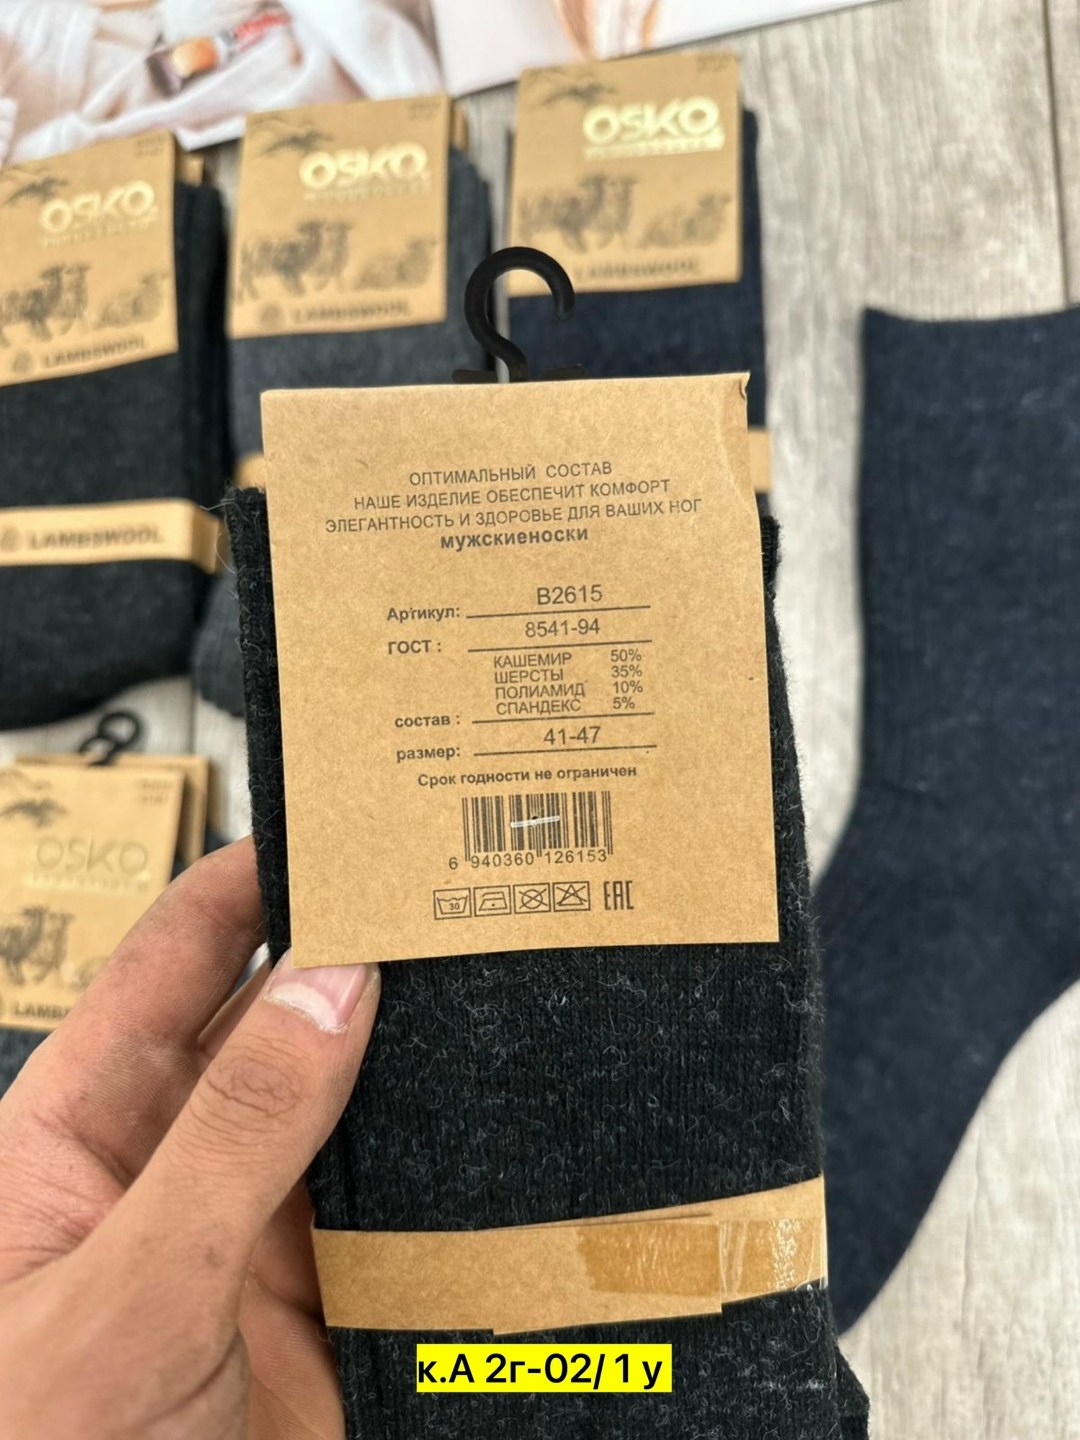 OSKO
OSKO
OSKO
LAMBSWOOL
LAMBSWOOL
LAMBSWOOL
LAMBSWOOL
ОПТИМАЛЬНЫЙ СОСТАВ
НАШЕ ИЗДЕЛИЕ ОБЕСПЕЧИТ КОМФОРТ
ЭЛЕГАНТНОСТЬ И ЗДОРОВЬЕ ДЛЯ ВАШИХ НОГ
МУЖСКИЕНОСКИ
Артикул: B2615
ГОСТ : 8541-94
КАШЕМИР 50%
ШЕРСТЫ 35%
ПОЛИАМИД 10%
СПАНДЕКС 5%
состав :
размер: 41-47
Срок годности не ограничен
6 940360 126153
30
EAC
OSKO
к.А 2г-02/ 1 у